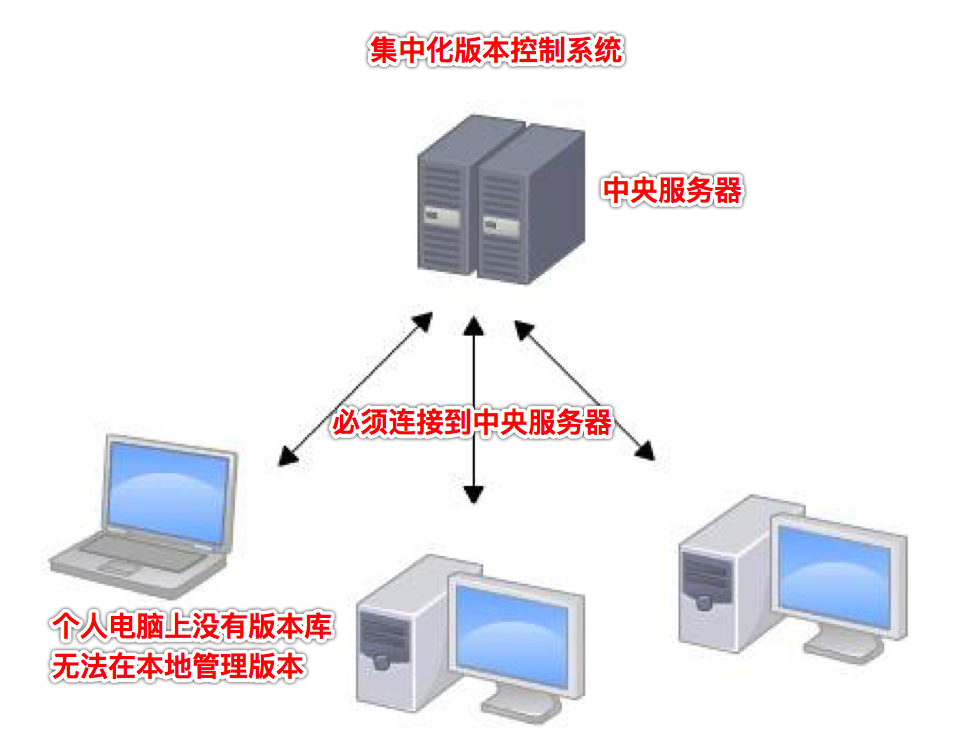 集中化版本控制系统
中央服务器
必须连接到中央服务器
个人电脑上没有版本库
无法在本地管理版本